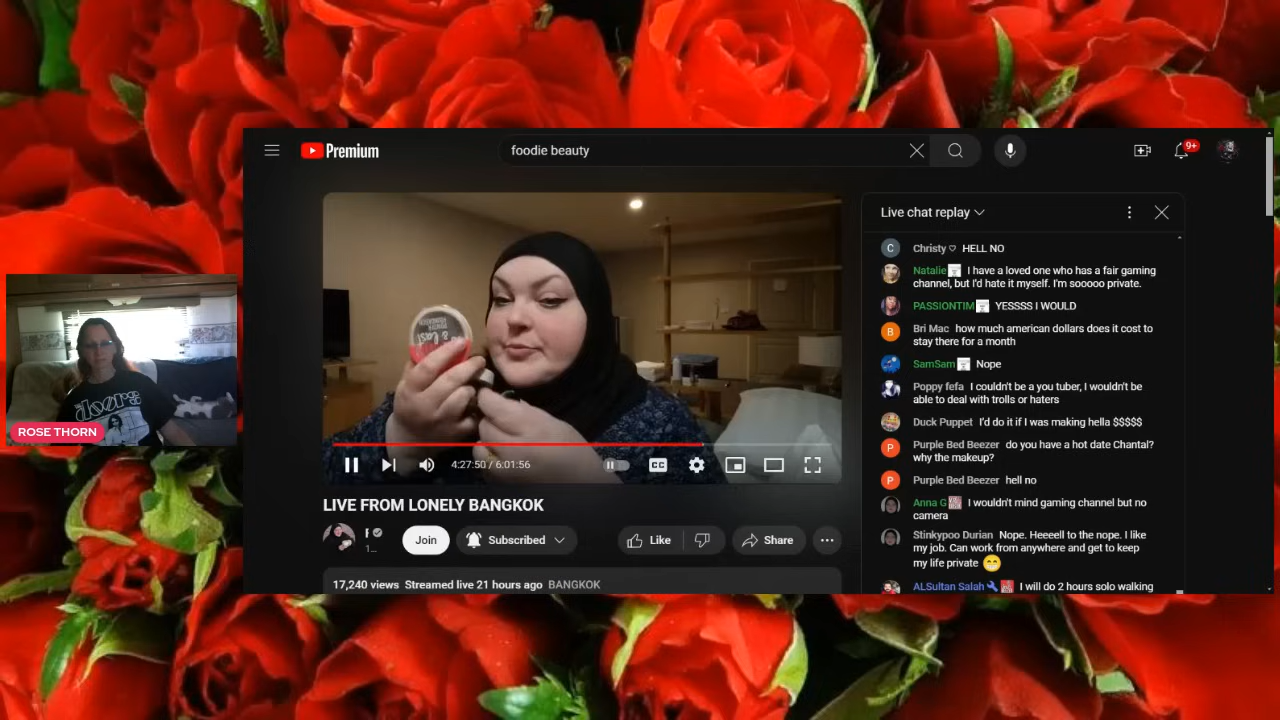 Premium
foodie beauty
9+
Live chat replay
Christy ♡ HELL NO
Natalie I have a loved one who has a fair gaming
channel, but I'd hate it myself. I'm sooooo private.
PASSIONTIM YESSSS I WOULD
Bri Mac how much american dollars does it cost to
stay there for a month
SamSam Nope
Poppy fefa I couldn't be a you tuber, I wouldn't be
able to deal with trolls or haters
Duck Puppet I'd do it if I was making hella $$$$$
Purple Bed Beezer do you have a hot date Chantal?
why the makeup?
Purple Bed Beezer hell no
Anna G I wouldn't mind gaming channel but no
camera
Stinkypoo Durian Nope. Heeeell to the nope. I like
my job. Can work from anywhere and get to keep
my life private 😁
ALSultan Salah I will do 2 hours solo walking
C
B
P
P
doors
ROSE THORN
4:27:50 / 6:01:56
CC
LIVE FROM LONELY BANGKOK
F
1...
Join
Subscribed
Like
Share
17,240 views Streamed live 21 hours ago BANGKOK